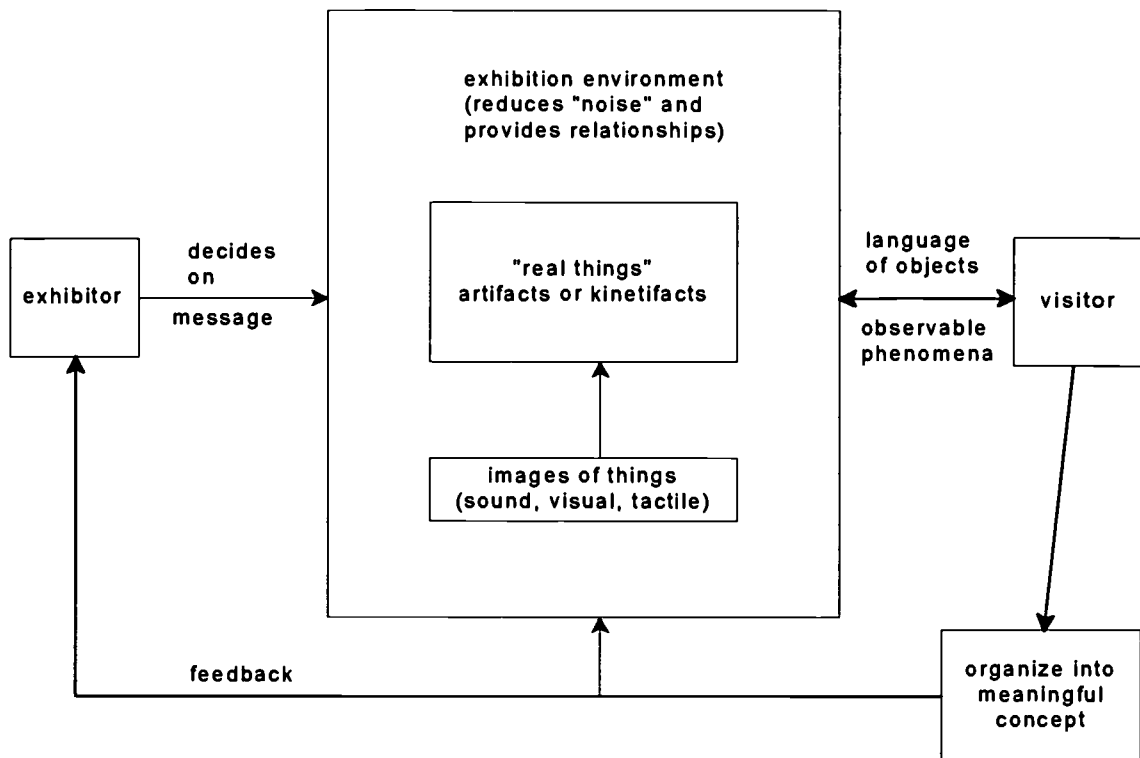 exhibition environment
(reduces "noise" and
provides relationships)
exhibitor
decides
on
message
"real things"
artifacts or kinetifacts
language
of objects
observable
phenomena
visitor
images of things
(sound, visual, tactile)
feedback
organize into
meaningful
concept